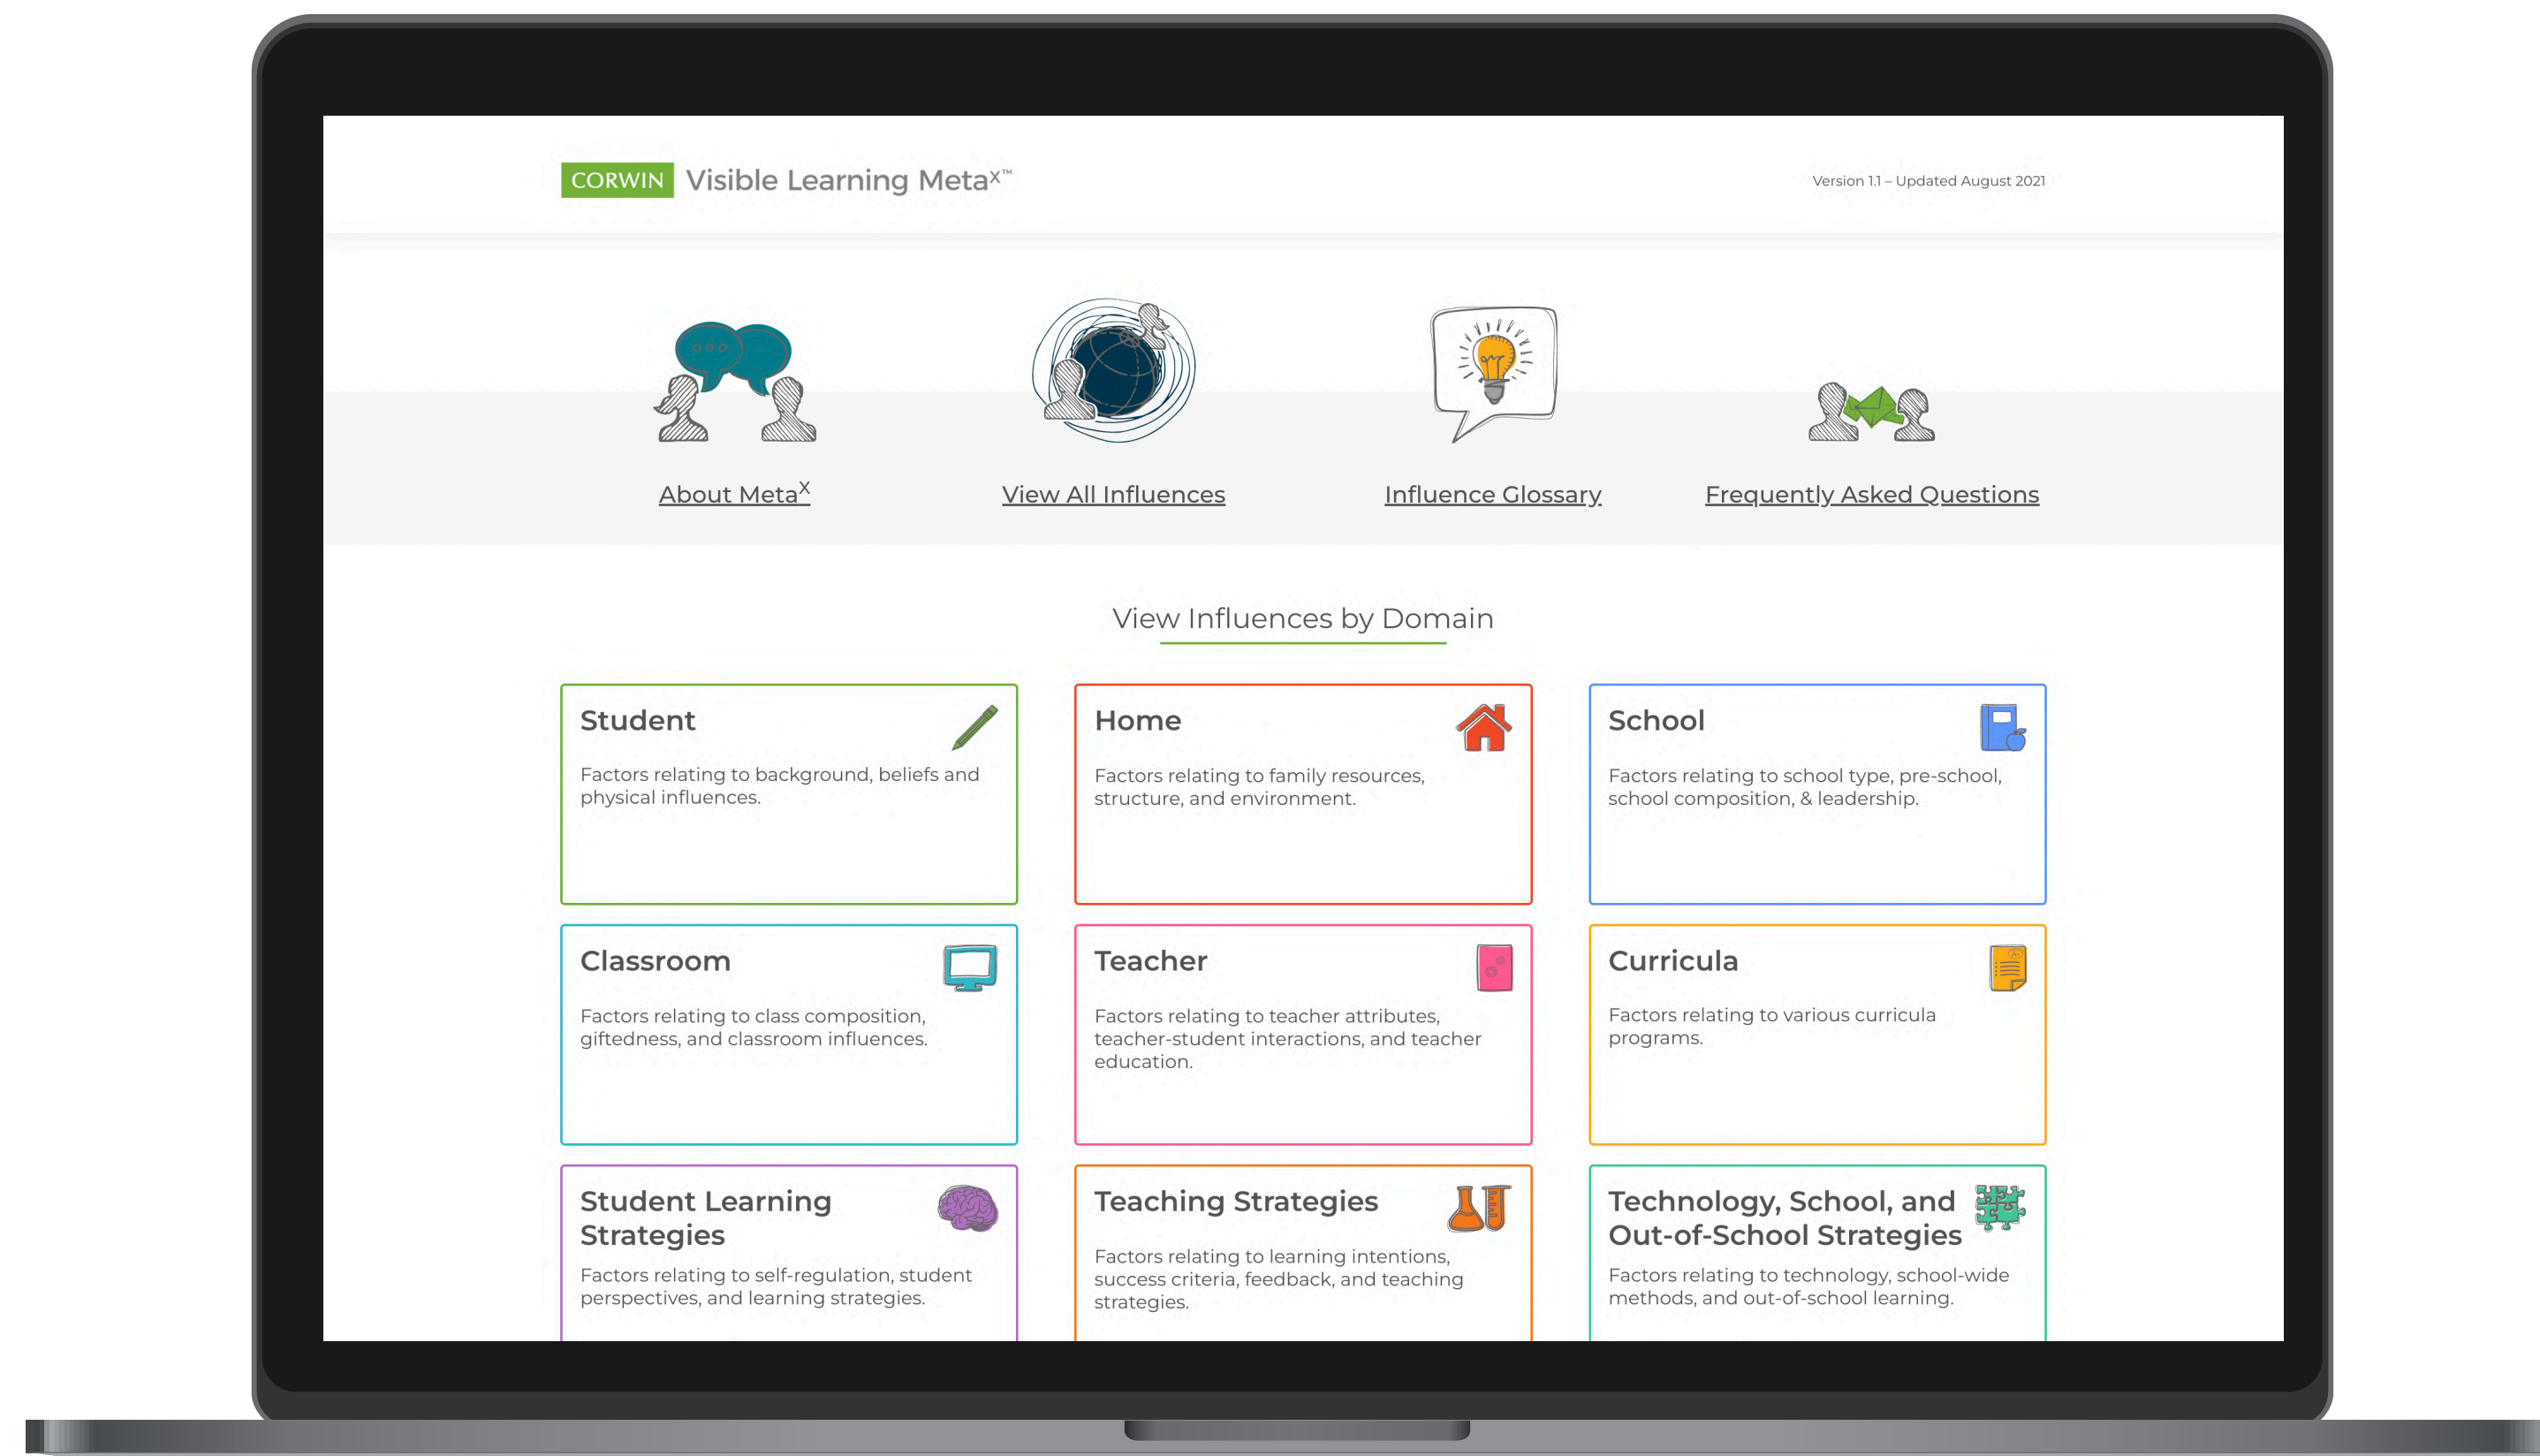 CORWIN Visible Learning Metaˣ™
Version 1.1 – Updated August 2021
About Metaˣ
View All Influences
Influence Glossary
Frequently Asked Questions
View Influences by Domain
Student
Factors relating to background, beliefs and
physical influences.
Home
Factors relating to family resources,
structure, and environment.
School
Factors relating to school type, pre-school,
school composition, & leadership.
Classroom
Factors relating to class composition,
giftedness, and classroom influences.
Teacher
Factors relating to teacher attributes,
teacher-student interactions, and teacher
education.
Curricula
Factors relating to various curricula
programs.
Student Learning
Strategies
Factors relating to self-regulation, student
perspectives, and learning strategies.
Teaching Strategies
Factors relating to learning intentions,
success criteria, feedback, and teaching
strategies.
Technology, School, and
Out-of-School Strategies
Factors relating to technology, school-wide
methods, and out-of-school learning.